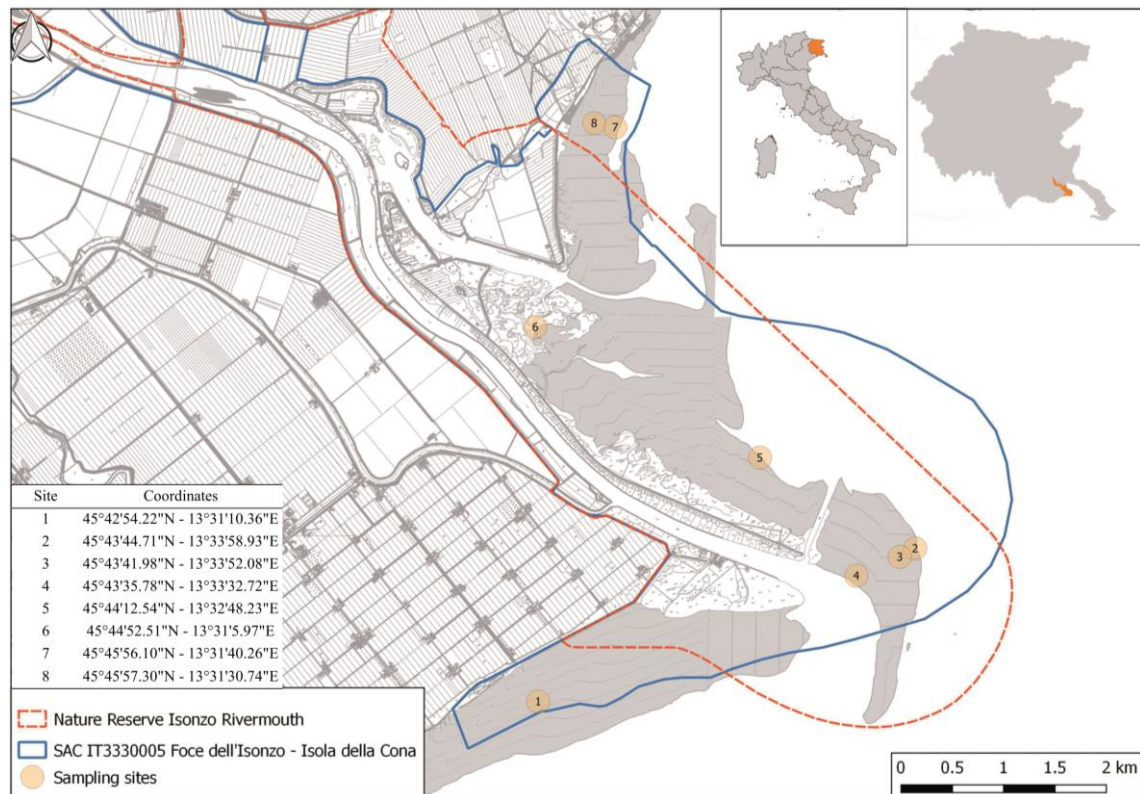 8
7
6
5
2
3
4
1
Site Coordinates
1 45°42'54.22"N - 13°31'10.36"E
2 45°43'44.71"N - 13°33'58.93"E
3 45°43'41.98"N - 13°33'52.08"E
4 45°43'35.78"N - 13°33'32.72"E
5 45°44'12.54"N - 13°32'48.23"E
6 45°44'52.51"N - 13°31'5.97"E
7 45°45'56.10"N - 13°31'40.26"E
8 45°45'57.30"N - 13°31'30.74"E
Nature Reserve Isonzo Rivermouth
SAC IT3330005 Foce dell'Isonzo - Isola della Cona
Sampling sites
0 0.5 1 1.5 2 km